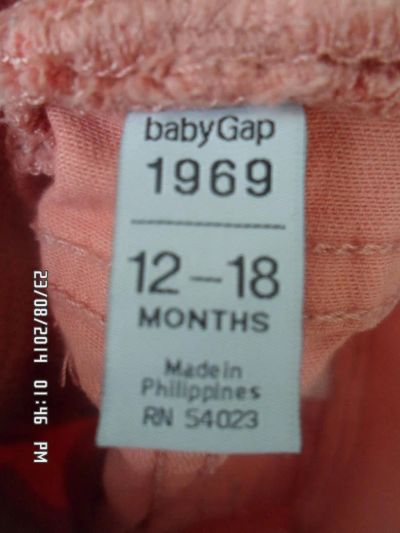 babyGap
1969
12-18
MONTHS
Made in
Philippines
RN 54023
23/08/2014 01:46 PM